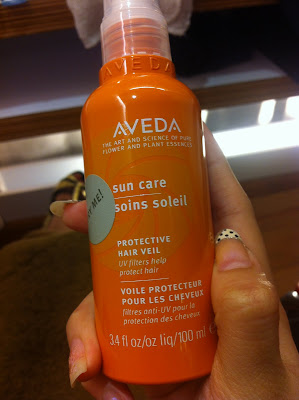 AVEDA
AVEDA
THE ART AND SCIENCE OF PURE
FLOWER AND PLANT ESSENCES
ME!
sun care
soins soleil
PROTECTIVE
HAIR VEIL
UV filters help
protect hair
VOILE PROTECTEUR
POUR LES CHEVEUX
filtres anti-UV pour la
protection des cheveux
3.4 fl oz/oz liq/100 ml e